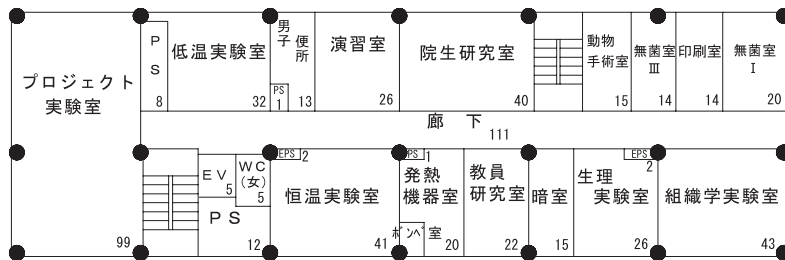 プロジェクト
実験室
99
PS
8
低温実験室
32
男子
便所
PS
1
13
演習室
26
院生研究室
40
動物
手術室
15
無菌室
Ⅲ
14
印刷室
14
無菌室
Ⅰ
20
廊下
111
EV
5
WC
(女)
5
PS
12
EPS
2
恒温実験室
41
PS
1
発熱
機器室
ボンベ室
20
教員
研究室
22
暗室
15
生理
実験室
EPS
2
26
組織学実験室
43